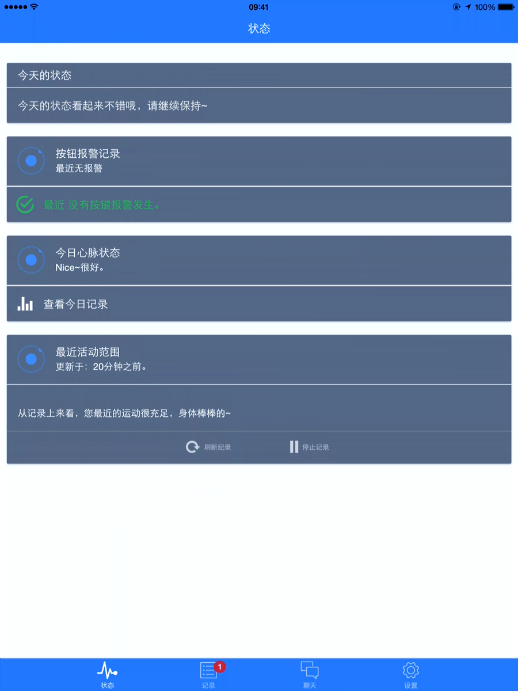 09:41
100%
状态
今天的状态
今天的状态看起来不错哦，请继续保持~
按钮报警记录
最近无报警
最近 没有按键报警发生。
今日心脉状态
Nice~很好。
查看今日记录
最近活动范围
更新于：20分钟之前。
从记录上来看，您最近的运动很充足，身体棒棒的~
刷新纪录
停止记录
状态
记录
1
聊天
设置